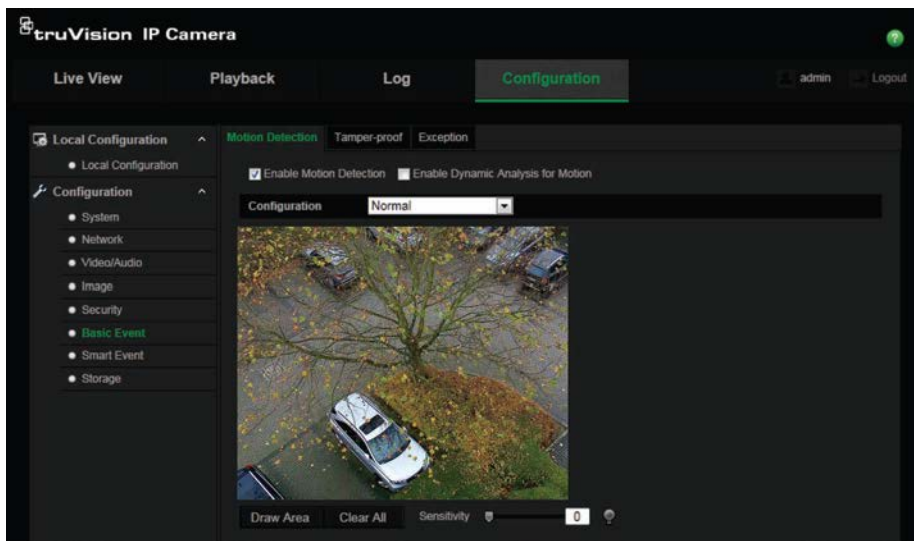 truVision IP Camera
?
Live View Playback Log Configuration admin Logout
Local Configuration
Local Configuration
Configuration
System
Network
Video/Audio
Image
Security
Basic Event
Smart Event
Storage
Motion Detection Tamper-proof Exception
Enable Motion Detection Enable Dynamic Analysis for Motion
Configuration Normal
Draw Area Clear All Sensitivity 0